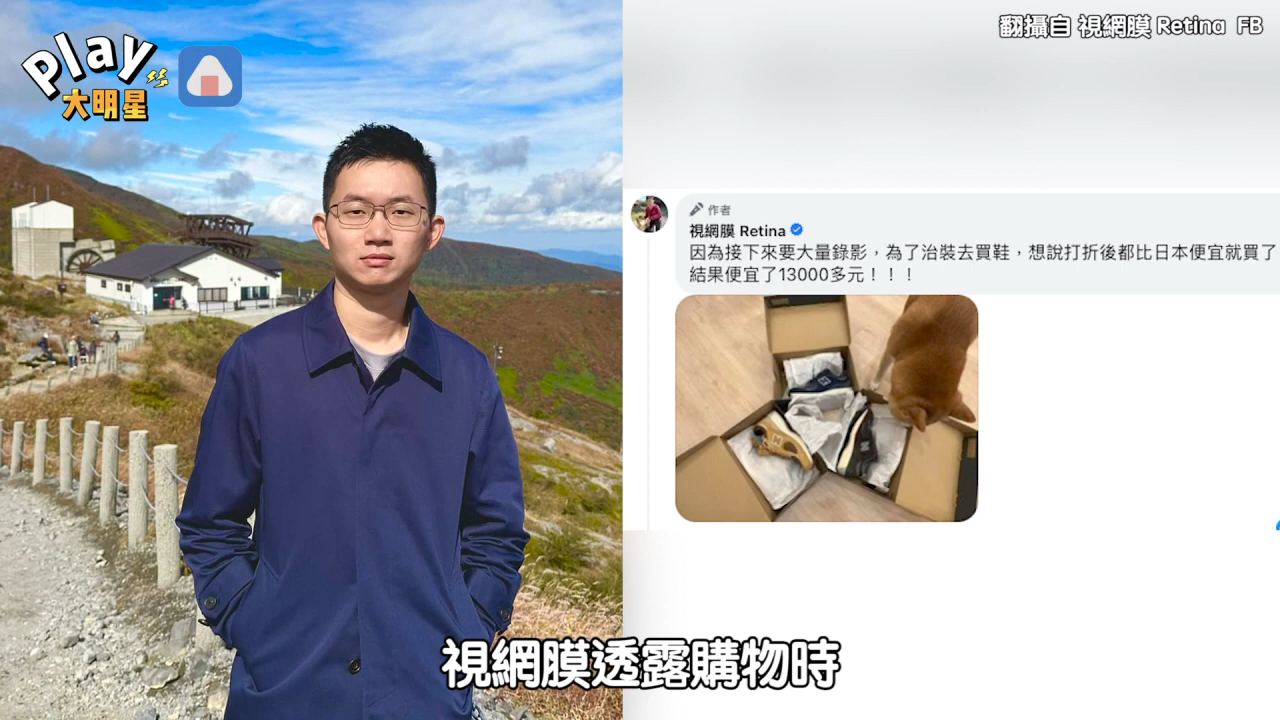 Play
大明星
翻攝自 視網膜 Retina FB
作者
視網膜 Retina
因為接下來要大量錄影，為了治裝去買鞋，想說打折後都比日本便宜就買了
結果便宜了13000多元！！！
N
N
視網膜透露購物時